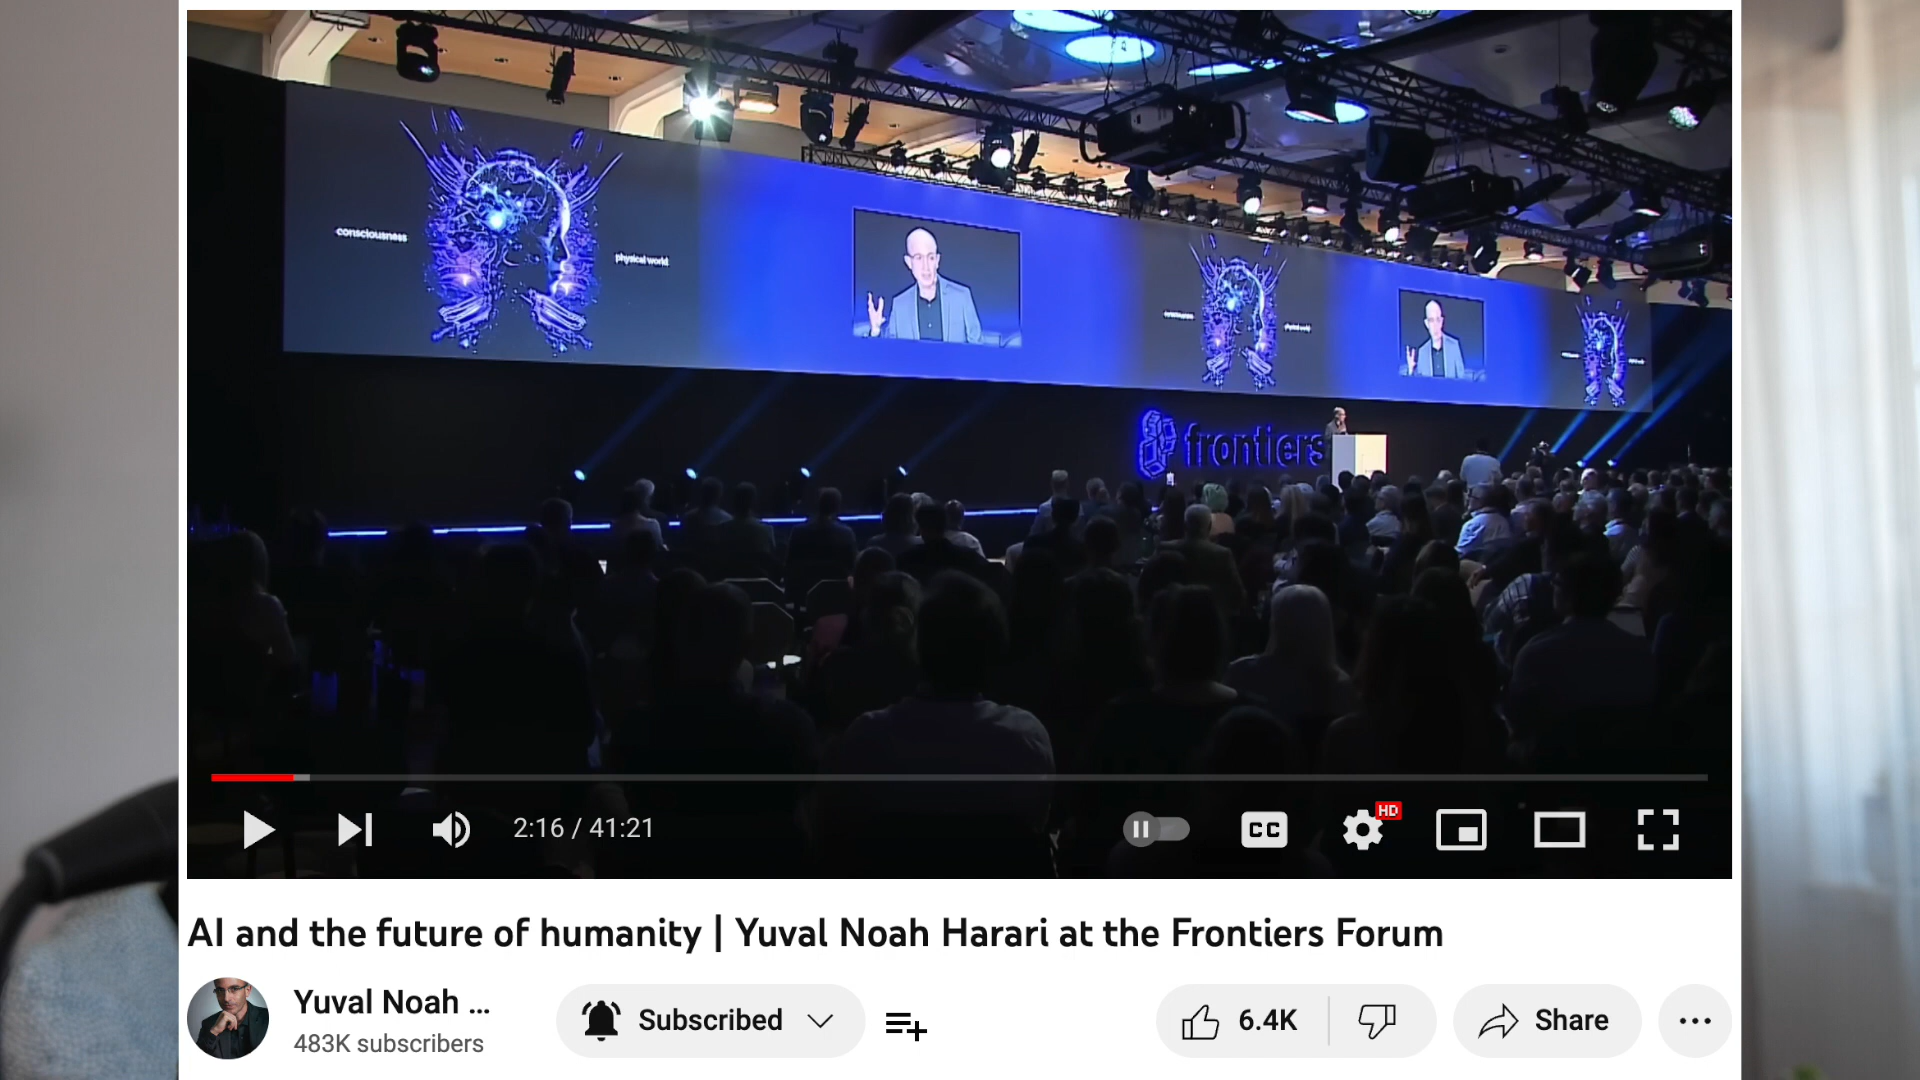 consciousness
physical world
frontiers
2:16 / 41:21
CC
HD
AI and the future of humanity | Yuval Noah Harari at the Frontiers Forum
Yuval Noah ...
483K subscribers
Subscribed
6.4K
Share